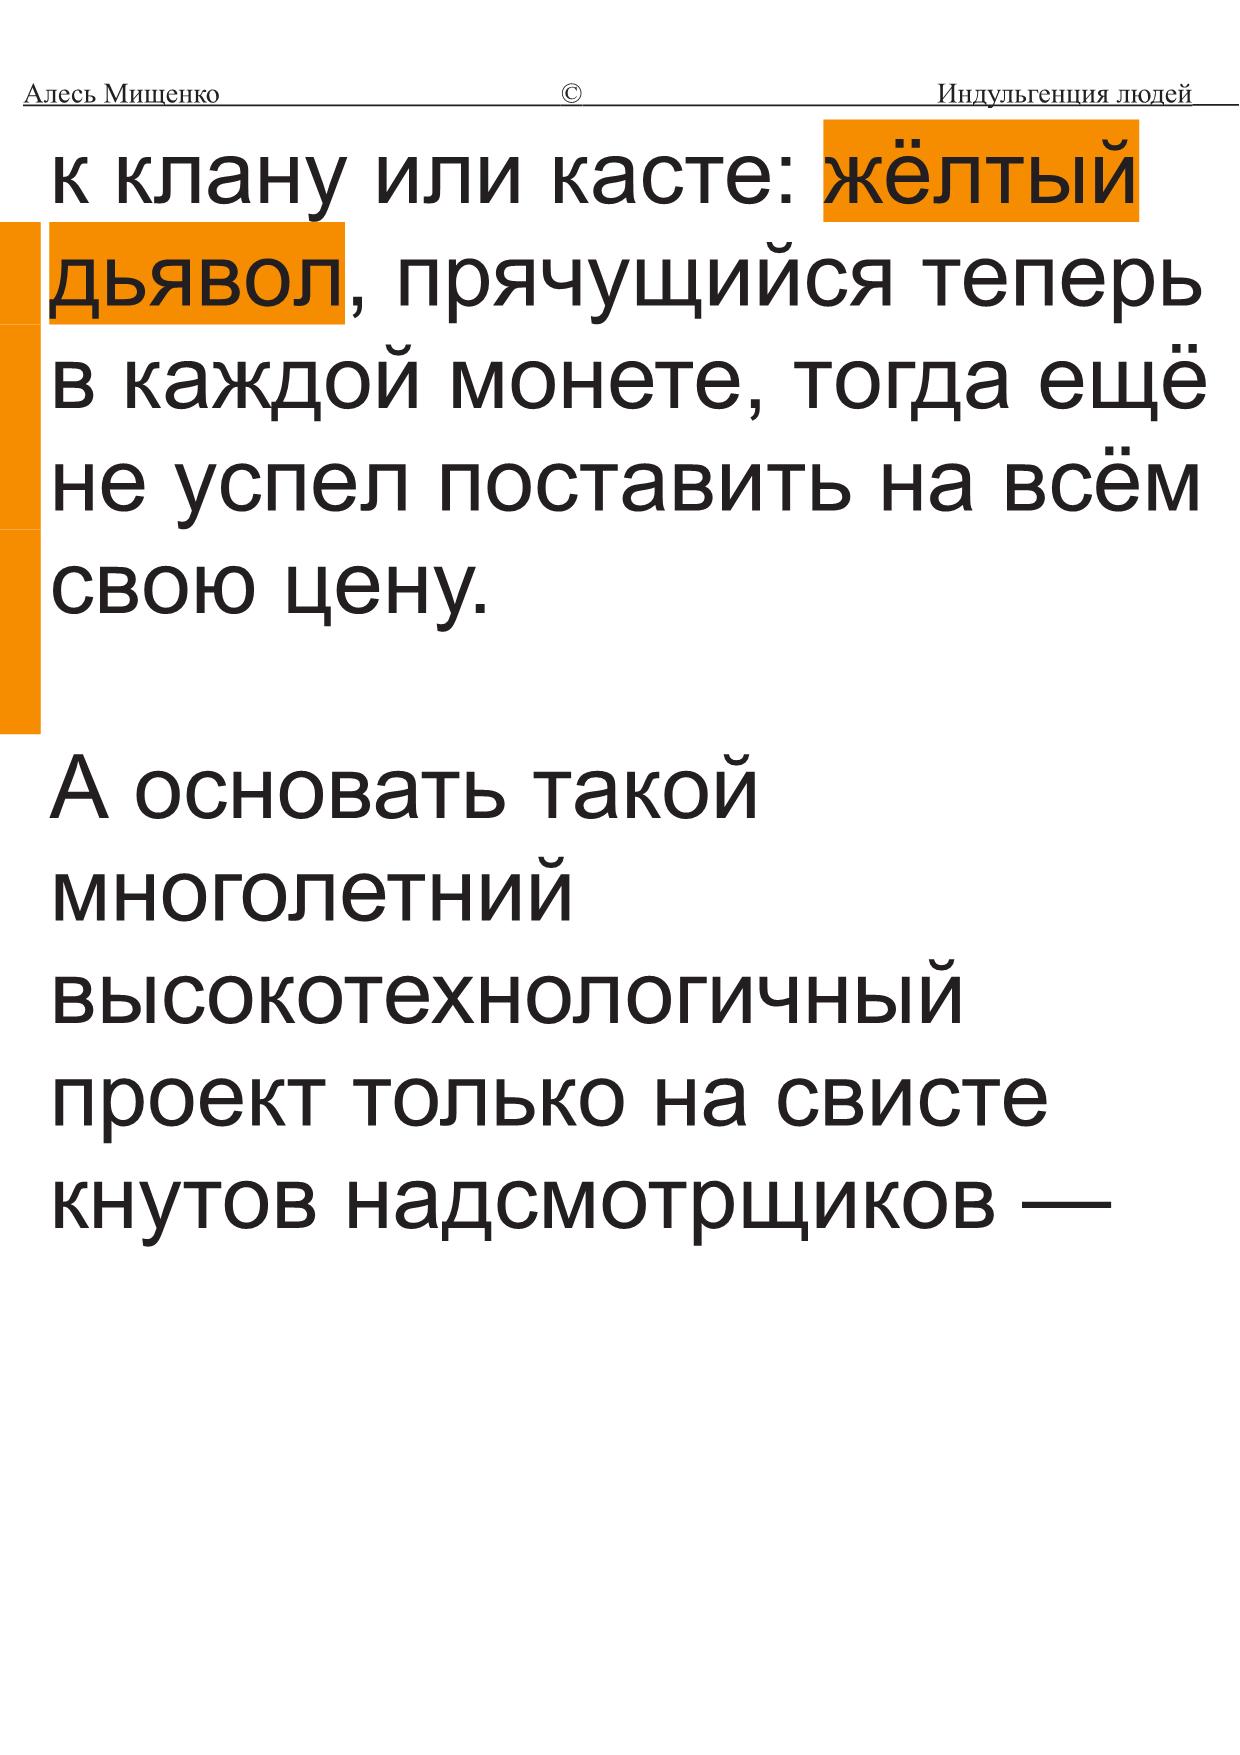 Алесь Мищенко © Индульгенция людей
к клану или касте: жёлтый
дьявол, прячущийся теперь
в каждой монете, тогда ещё
не успел поставить на всём
свою цену.
А основать такой
многолетний
высокотехнологичный
проект только на свисте
кнутов надсмотрщиков —